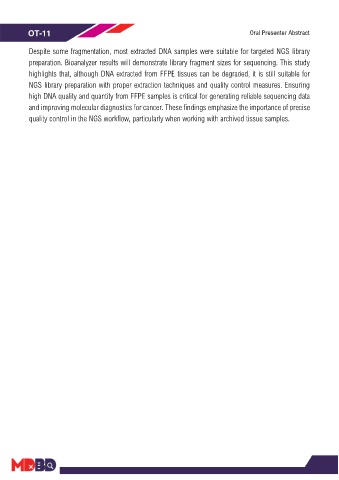 OT-11
Oral Presenter Abstract
Despite some fragmentation, most extracted DNA samples were suitable for targeted NGS library
preparation. Bioanalyzer results will demonstrate library fragment sizes for sequencing. This study
highlights that, although DNA extracted from FFPE tissues can be degraded, it is still suitable for
NGS library preparation with proper extraction techniques and quality control measures. Ensuring
high DNA quality and quantity from FFPE samples is critical for generating reliable sequencing data
and improving molecular diagnostics for cancer. These findings emphasize the importance of precise
quality control in the NGS workflow, particularly when working with archived tissue samples.